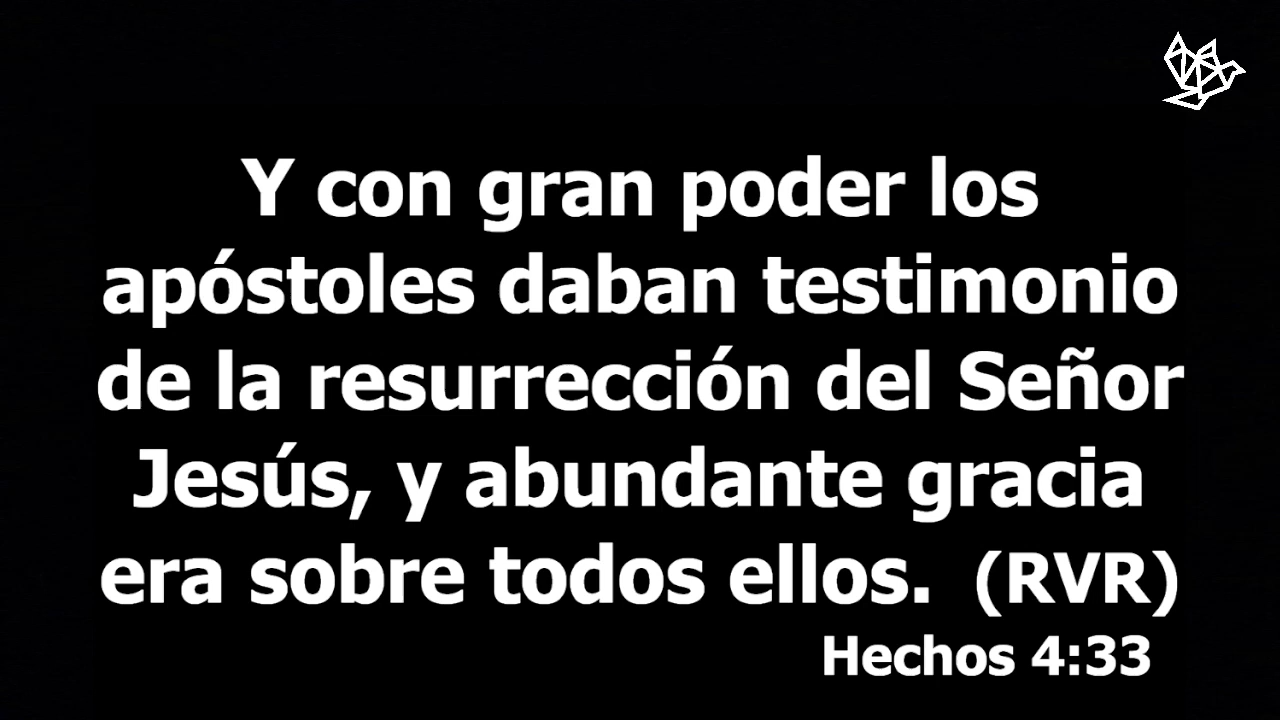 Y con gran poder los
apóstoles daban testimonio
de la resurrección del Señor
Jesús, y abundante gracia
era sobre todos ellos. (RVR)
Hechos 4:33